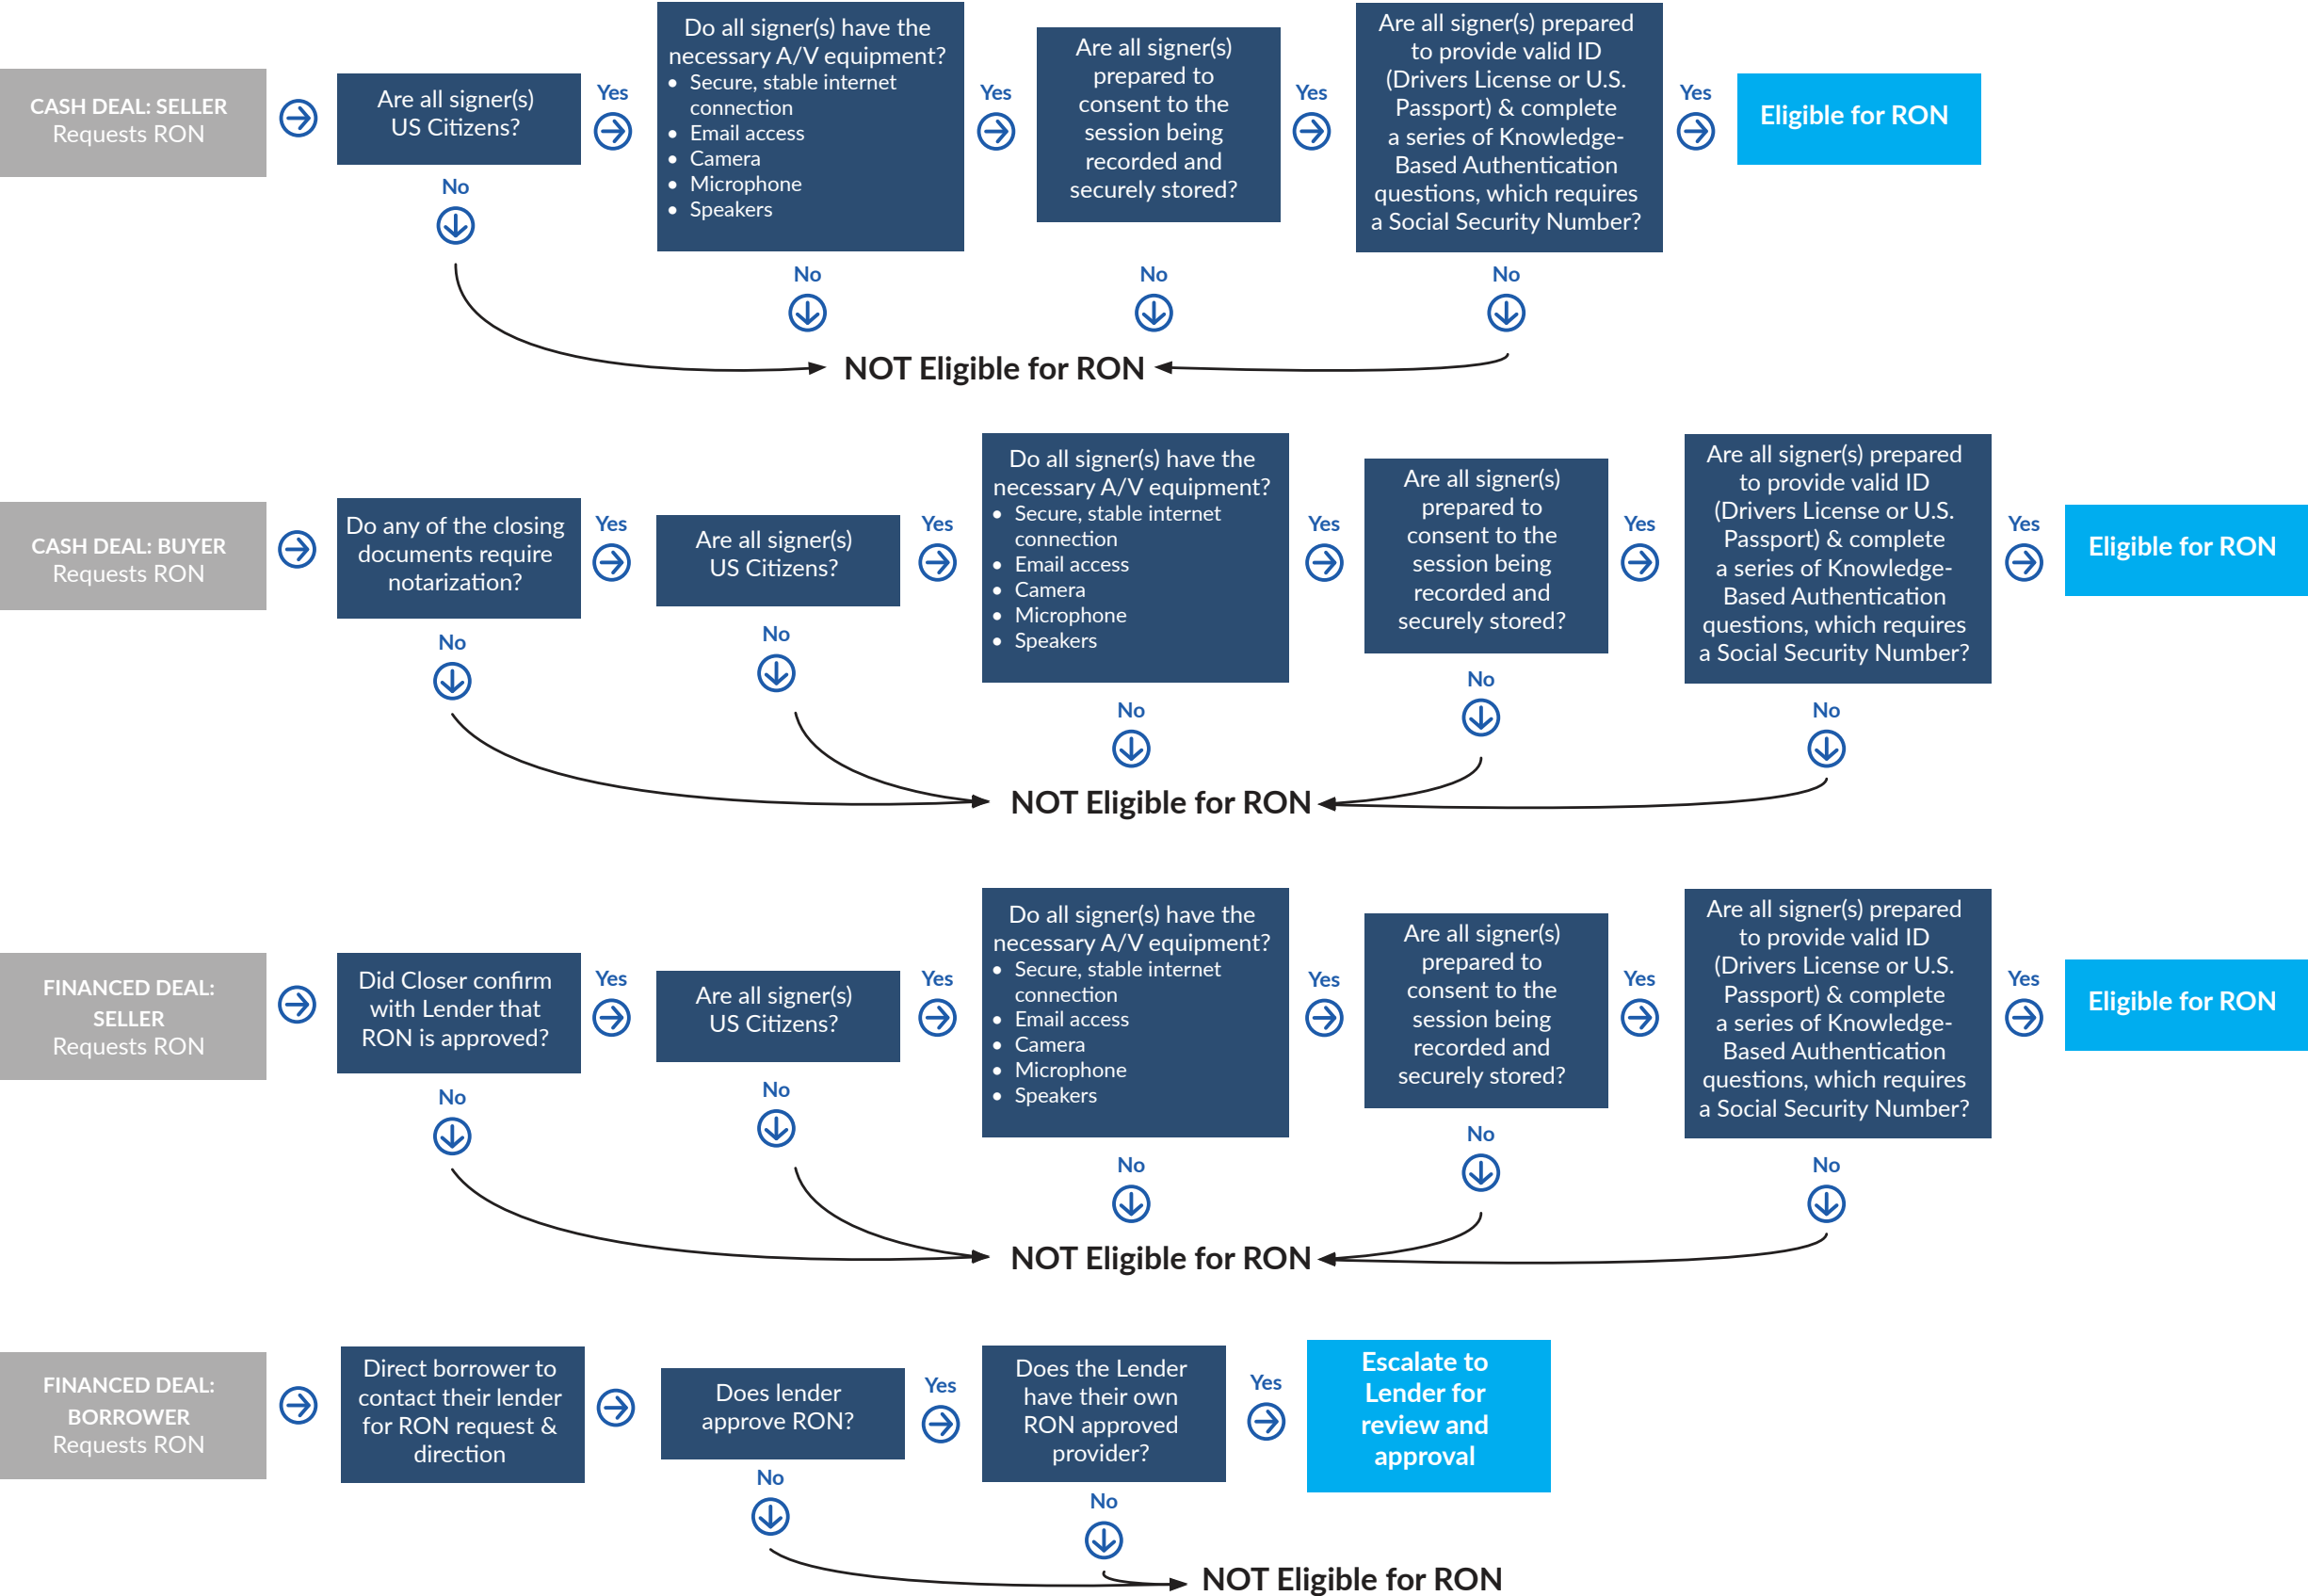 CASH DEAL: SELLER
Requests RON
Are all signer(s)
US Citizens?
Yes
No
Do all signer(s) have the
necessary A/V equipment?
• Secure, stable internet
connection
• Email access
• Camera
• Microphone
• Speakers
Yes
No
Are all signer(s)
prepared to
consent to the
session being
recorded and
securely stored?
Yes
No
Are all signer(s) prepared
to provide valid ID
(Drivers License or U.S.
Passport) & complete
a series of Knowledge-
Based Authentication
questions, which requires
a Social Security Number?
Yes
No
Eligible for RON
NOT Eligible for RON
CASH DEAL: BUYER
Requests RON
Do any of the closing
documents require
notarization?
Yes
No
Are all signer(s)
US Citizens?
Yes
No
Do all signer(s) have the
necessary A/V equipment?
• Secure, stable internet
connection
• Email access
• Camera
• Microphone
• Speakers
Yes
No
Are all signer(s)
prepared to
consent to the
session being
recorded and
securely stored?
Yes
No
Are all signer(s) prepared
to provide valid ID
(Drivers License or U.S.
Passport) & complete
a series of Knowledge-
Based Authentication
questions, which requires
a Social Security Number?
Yes
No
Eligible for RON
NOT Eligible for RON
FINANCED DEAL:
SELLER
Requests RON
Did Closer confirm
with Lender that
RON is approved?
Yes
No
Are all signer(s)
US Citizens?
Yes
No
Do all signer(s) have the
necessary A/V equipment?
• Secure, stable internet
connection
• Email access
• Camera
• Microphone
• Speakers
Yes
No
Are all signer(s)
prepared to
consent to the
session being
recorded and
securely stored?
Yes
No
Are all signer(s) prepared
to provide valid ID
(Drivers License or U.S.
Passport) & complete
a series of Knowledge-
Based Authentication
questions, which requires
a Social Security Number?
Yes
No
Eligible for RON
NOT Eligible for RON
FINANCED DEAL:
BORROWER
Requests RON
Direct borrower to
contact their lender
for RON request &
direction
Does lender
approve RON?
Yes
No
Does the Lender
have their own
RON approved
provider?
Yes
No
Escalate to
Lender for
review and
approval
NOT Eligible for RON